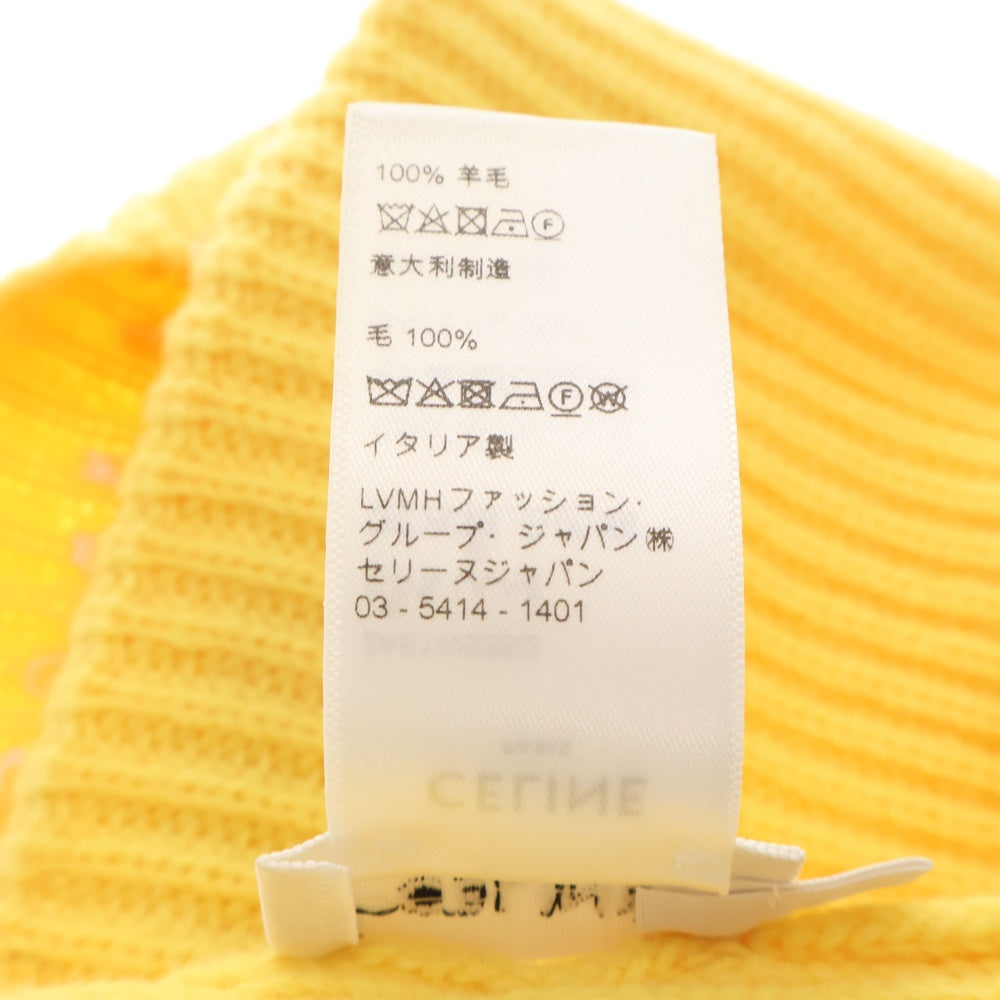 100% 羊毛
意大利制造
毛 100%
イタリア製
LVMHファッション・
グループ・ ジャパン㈱
セリーヌジャパン
03 - 5414 - 1401
PARIS
CELINE